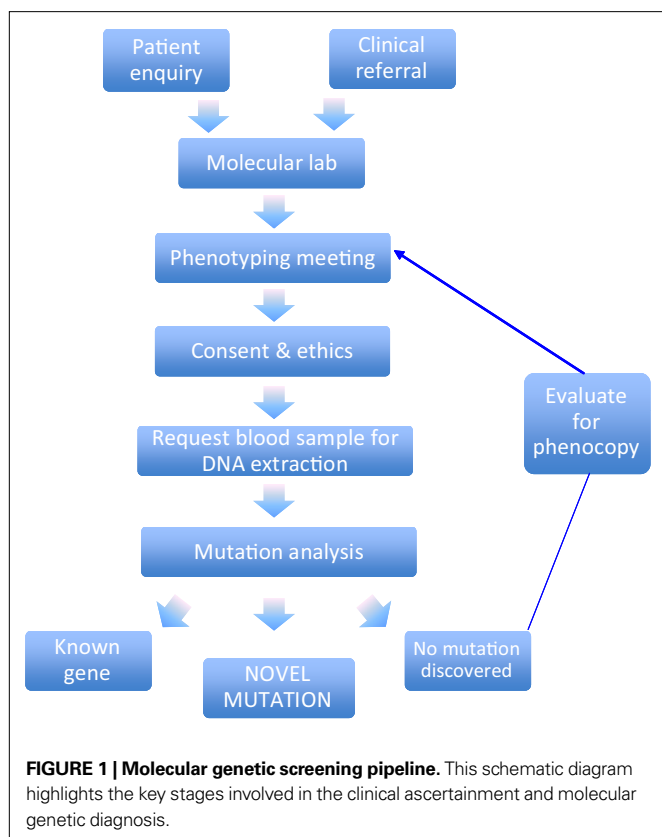 Patient
enquiry
Clinical
referral
Molecular lab
Phenotyping meeting
Consent & ethics
Evaluate
for
phenocopy
Request blood sample for
DNA extraction
Mutation analysis
Known
gene
NOVEL
MUTATION
No mutation
discovered
FIGURE 1 | Molecular genetic screening pipeline. This schematic diagram
highlights the key stages involved in the clinical ascertainment and molecular
genetic diagnosis.